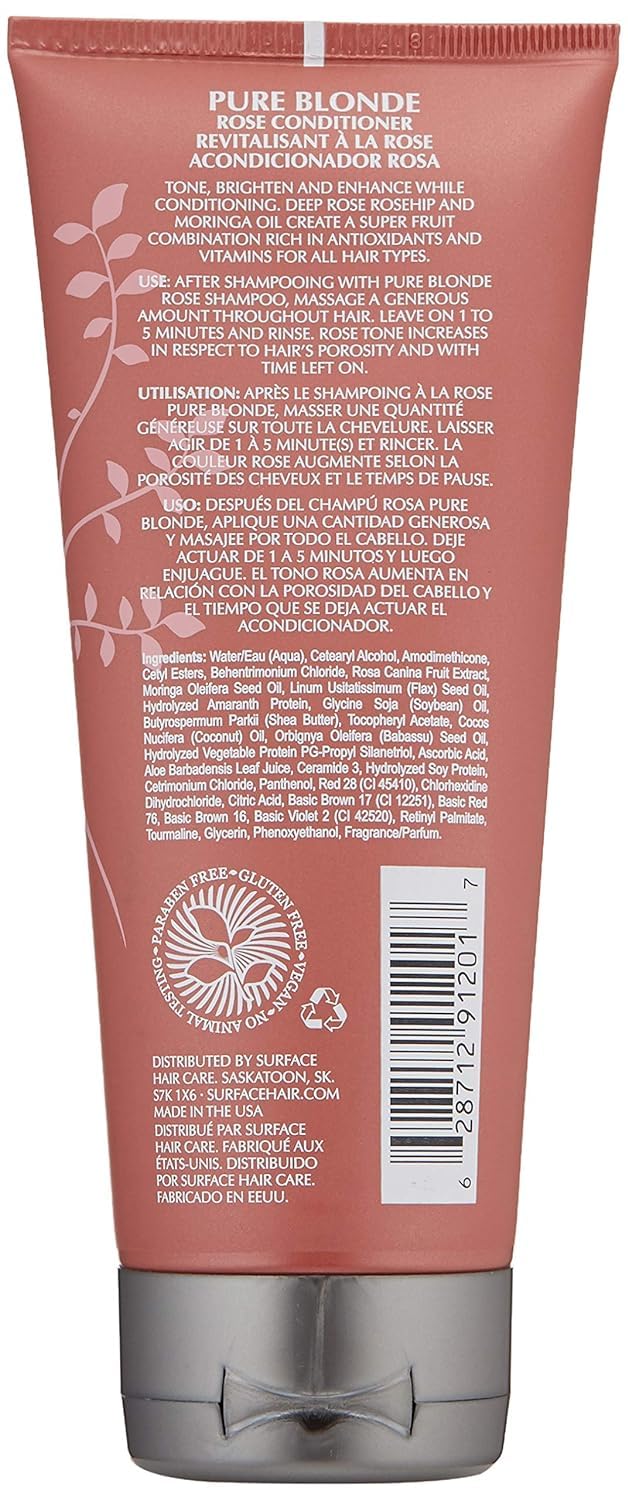 PURE BLONDE
ROSE CONDITIONER
REVITALISANT À LA ROSE
ACONDICIONADOR ROSA
TONE, BRIGHTEN AND ENHANCE WHILE
CONDITIONING. DEEP ROSE ROSEHIP AND
MORINGA OIL CREATE A SUPER FRUIT
COMBINATION RICH IN ANTIOXIDANTS AND
VITAMINS FOR ALL HAIR TYPES.
USE: AFTER SHAMPOOING WITH PURE BLONDE
ROSE SHAMPOO, MASSAGE A GENEROUS
AMOUNT THROUGHOUT HAIR. LEAVE ON 1 TO
5 MINUTES AND RINSE. ROSE TONE INCREASES
IN RESPECT TO HAIR'S POROSITY AND WITH
TIME LEFT ON.
UTILISATION: APRÈS LE SHAMPOING À LA ROSE
PURE BLONDE, MASSER UNE QUANTITÉ
GÉNÉREUSE SUR TOUTE LA CHEVELURE. LAISSER
AGIR DE 1 À 5 MINUTE(S) ET RINCER. LA
COULEUR ROSE AUGMENTE SELON LA
POROSITÉ DES CHEVEUX ET LE TEMPS DE PAUSE.
USO: DESPUÉS DEL CHAMPÚ ROSA PURE
BLONDE, APLIQUE UNA CANTIDAD GENEROSA
Y MASAJEE POR TODO EL CABELLO. DEJE
ACTUAR DE 1 A 5 MINUTOS Y LUEGO
ENJUAGUE. EL TONO ROSA AUMENTA EN
RELACIÓN CON LA POROSIDAD DEL CABELLO Y
EL TIEMPO QUE SE DEJA ACTUAR EL
ACONDICIONADOR.
Ingredients: Water/Eau (Aqua), Cetearyl Alcohol, Amodimethicone,
Cetyl Esters, Behentrimonium Chloride, Rosa Canina Fruit Extract,
Moringa Oleifera Seed Oil, Linum Usitatissimum (Flax) Seed Oil,
Hydrolyzed Amaranth Protein, Glycine Soja (Soybean) Oil,
Butyrospermum Parkii (Shea Butter), Tocopheryl Acetate, Cocos
Nucifera (Coconut) Oil, Orbignya Oleifera (Babassu) Seed Oil,
Hydrolyzed Vegetable Protein PG-Propyl Silanetriol, Ascorbic Acid,
Aloe Barbadensis Leaf Juice, Ceramide 3, Hydrolyzed Soy Protein,
Cetrimonium Chloride, Panthenol, Red 28 (CI 45410), Chlorhexidine
Dihydrochloride, Citric Acid, Basic Brown 17 (CI 12251), Basic Red
76, Basic Brown 16, Basic Violet 2 (CI 42520), Retinyl Palmitate,
Tourmaline, Glycerin, Phenoxyethanol, Fragrance/Parfum.
PARABEN FREE • GLUTEN FREE • VEGAN • NO ANIMAL TESTING •
DISTRIBUTED BY SURFACE
HAIR CARE. SASKATOON, SK.
S7K 1X6 • SURFACEHAIR.COM
MADE IN THE USA
DISTRIBUÉ PAR SURFACE
HAIR CARE. FABRIQUÉ AUX
ÉTATS-UNIS. DISTRIBUIDO
POR SURFACE HAIR CARE.
FABRICADO EN EEUU.
6 28712 91201 7